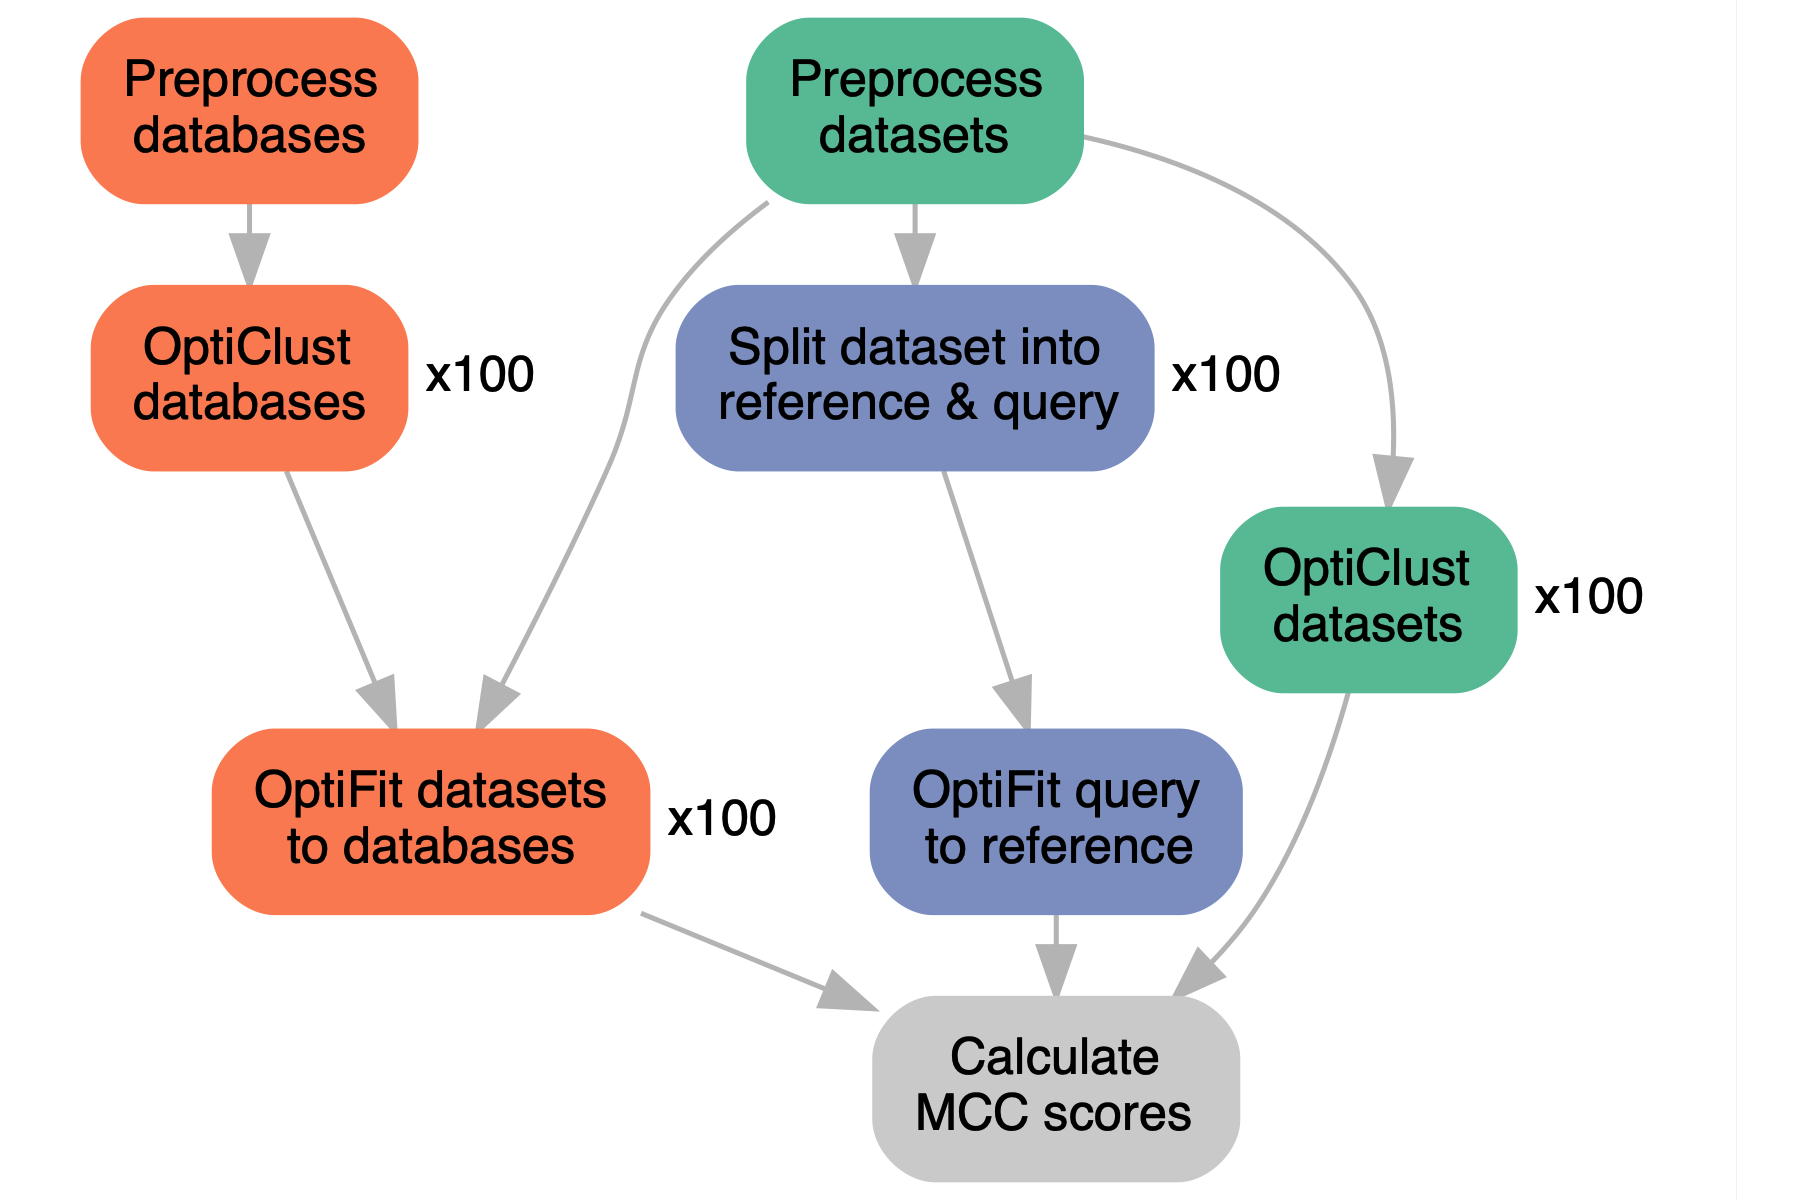 Preprocess
databases
Preprocess
datasets
OptiClust
databases
x100
Split dataset into
reference & query
x100
OptiClust
datasets
x100
OptiFit datasets
to databases
x100
OptiFit query
to reference
Calculate
MCC scores